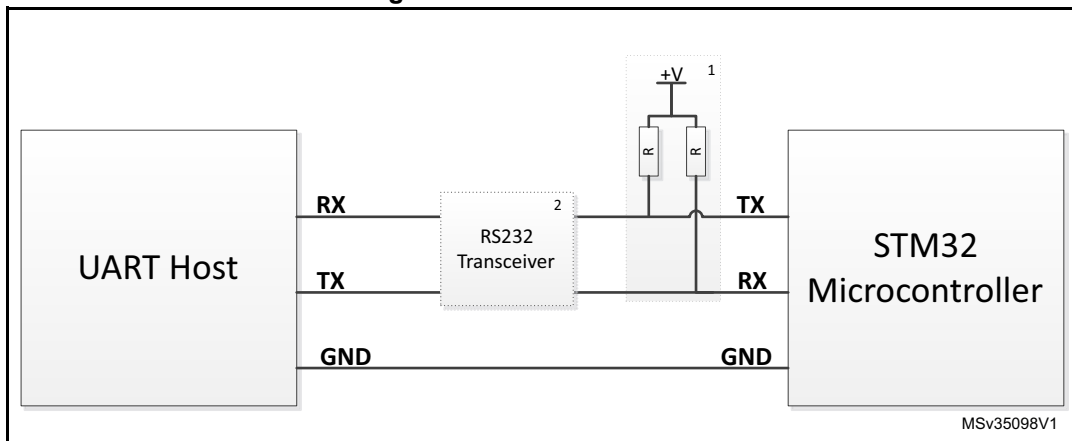 +V
1
R
R
RX
2
TX
RS232
Transceiver
UART Host
STM32
Microcontroller
TX
RX
GND
GND
MSv35098V1